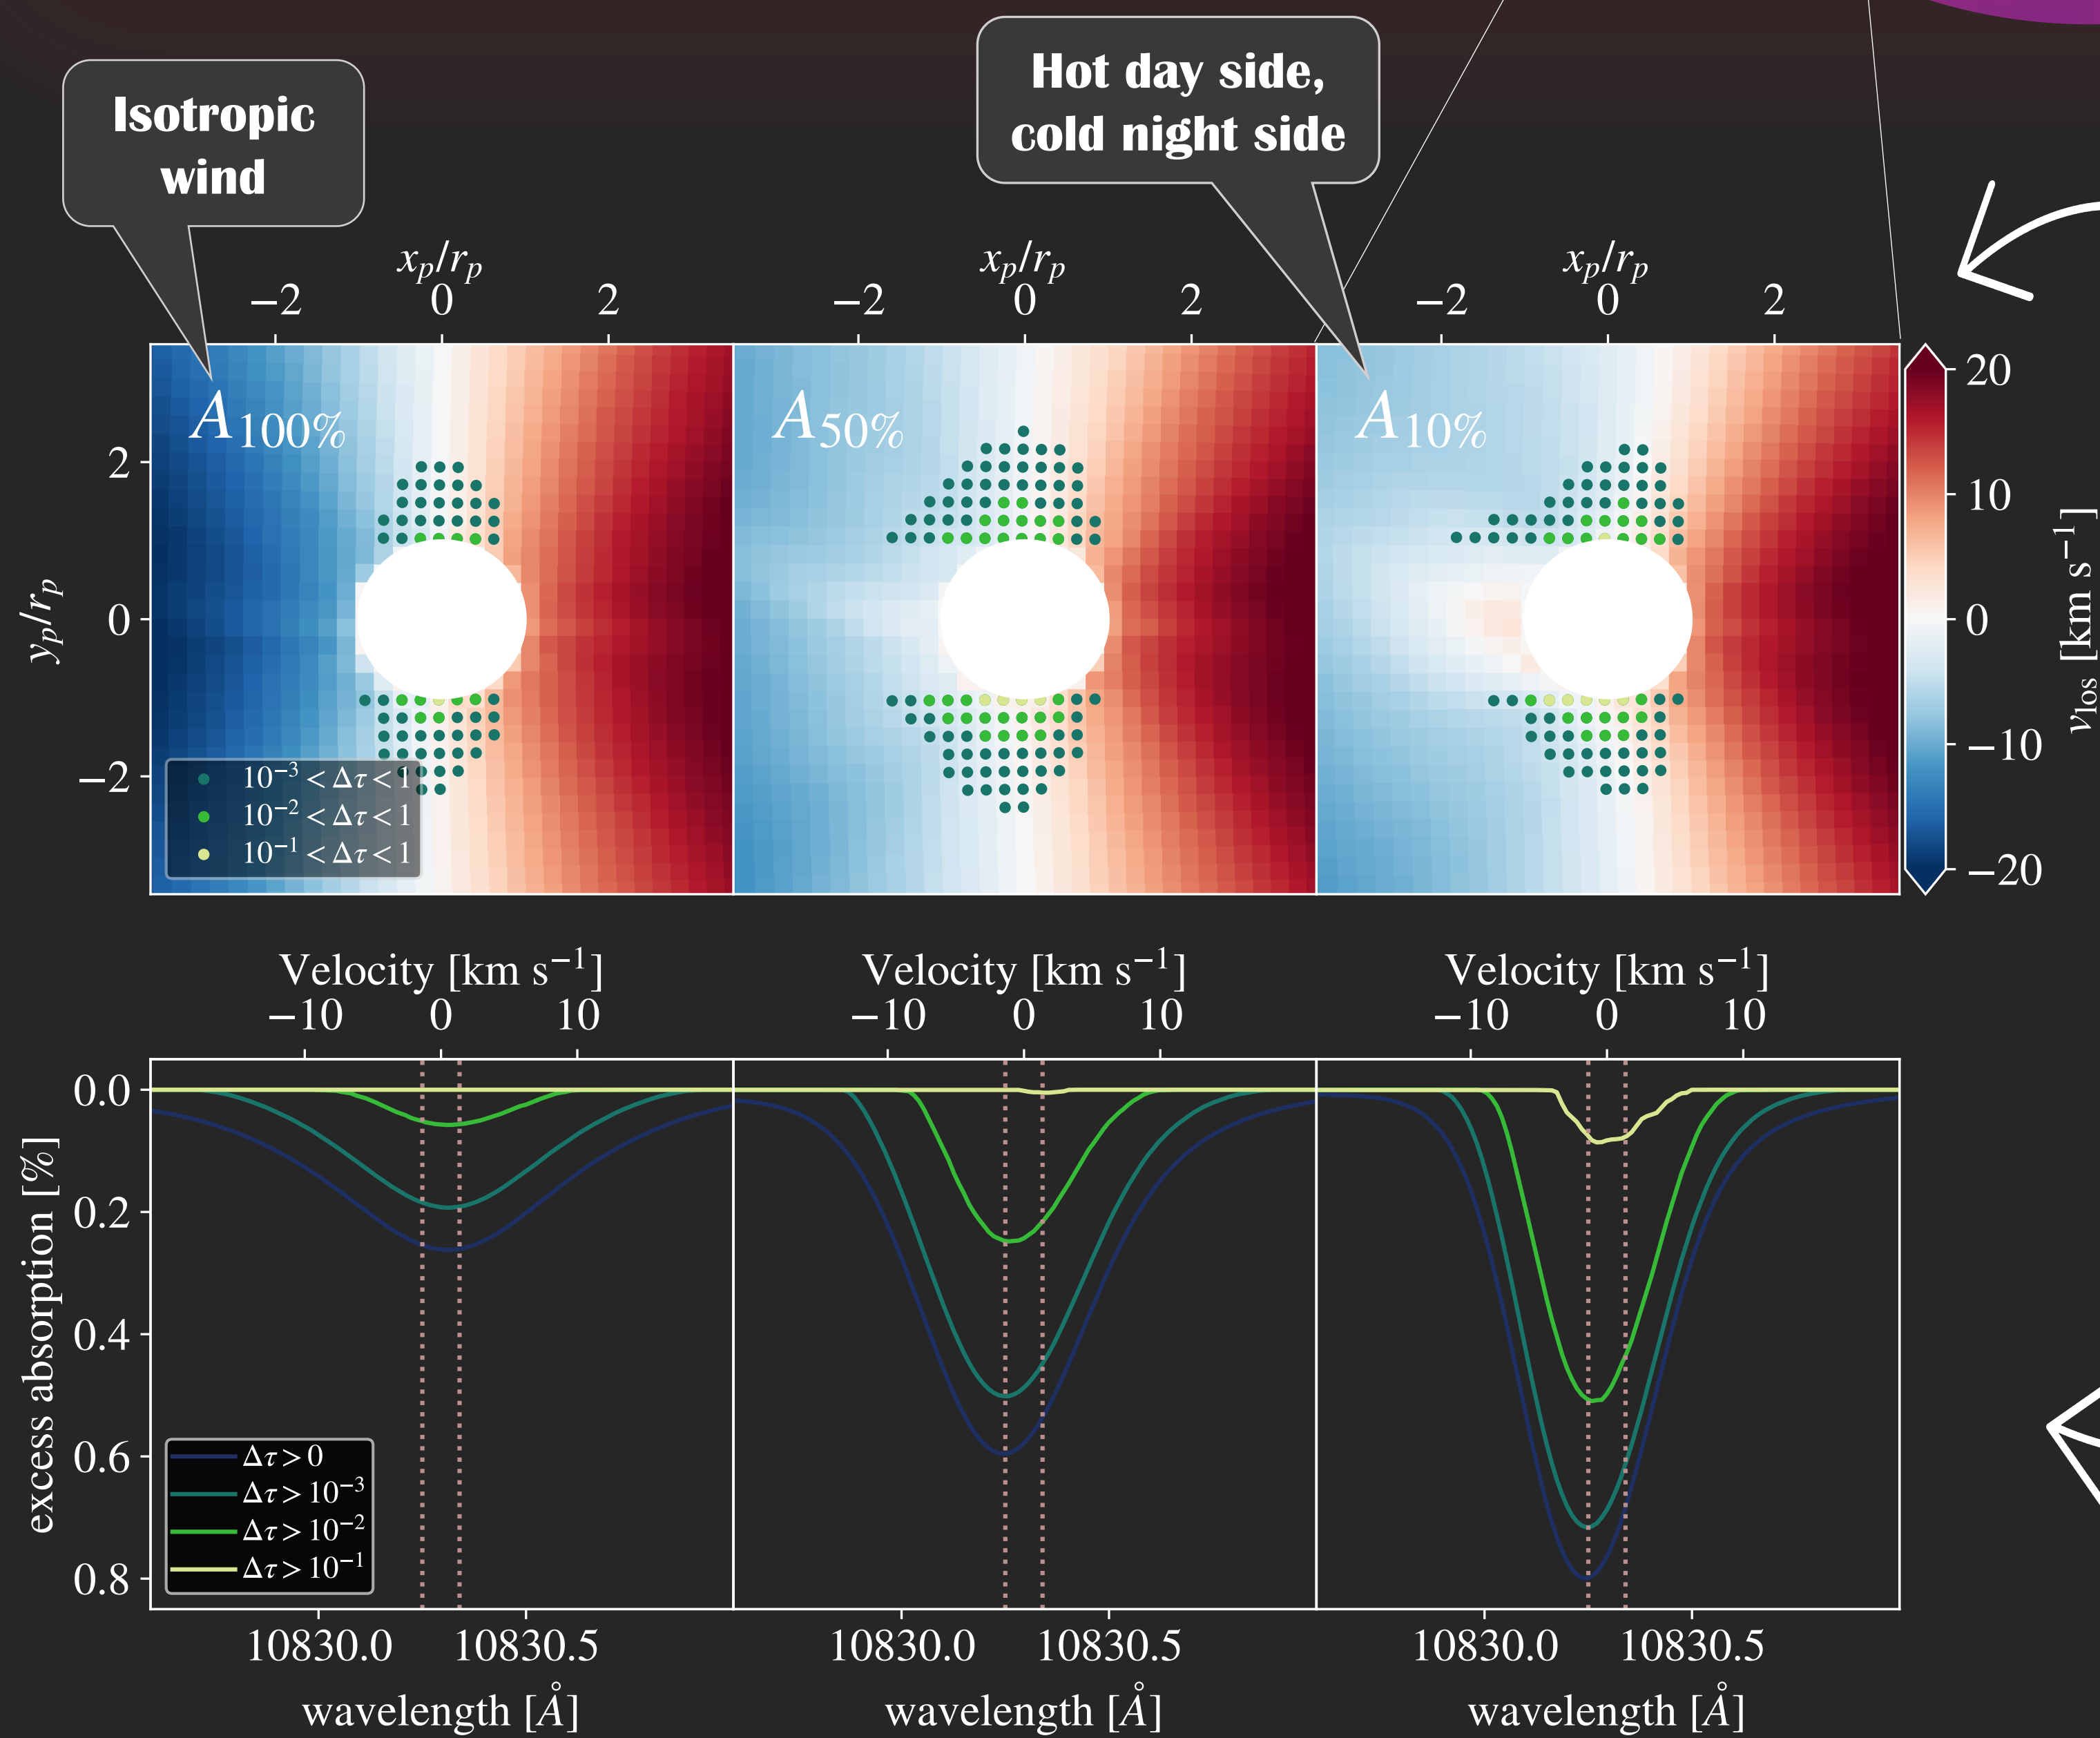 Isotropic
wind
Hot day side,
cold night side
x_p/r_p
x_p/r_p
x_p/r_p
−2 0 2
−2 0 2
−2 0 2
A_100%
A_50%
A_10%
y_p/r_p
2
0
−2
10⁻³ < Δτ < 1
10⁻² < Δτ < 1
10⁻¹ < Δτ < 1
20
10
0
−10
−20
v_los [km s⁻¹]
Velocity [km s⁻¹]
Velocity [km s⁻¹]
Velocity [km s⁻¹]
−10 0 10
−10 0 10
−10 0 10
excess absorption [%]
0.0
0.2
0.4
0.6
0.8
Δτ > 0
Δτ > 10⁻³
Δτ > 10⁻²
Δτ > 10⁻¹
10830.0 10830.5
10830.0 10830.5
10830.0 10830.5
wavelength [Å]
wavelength [Å]
wavelength [Å]